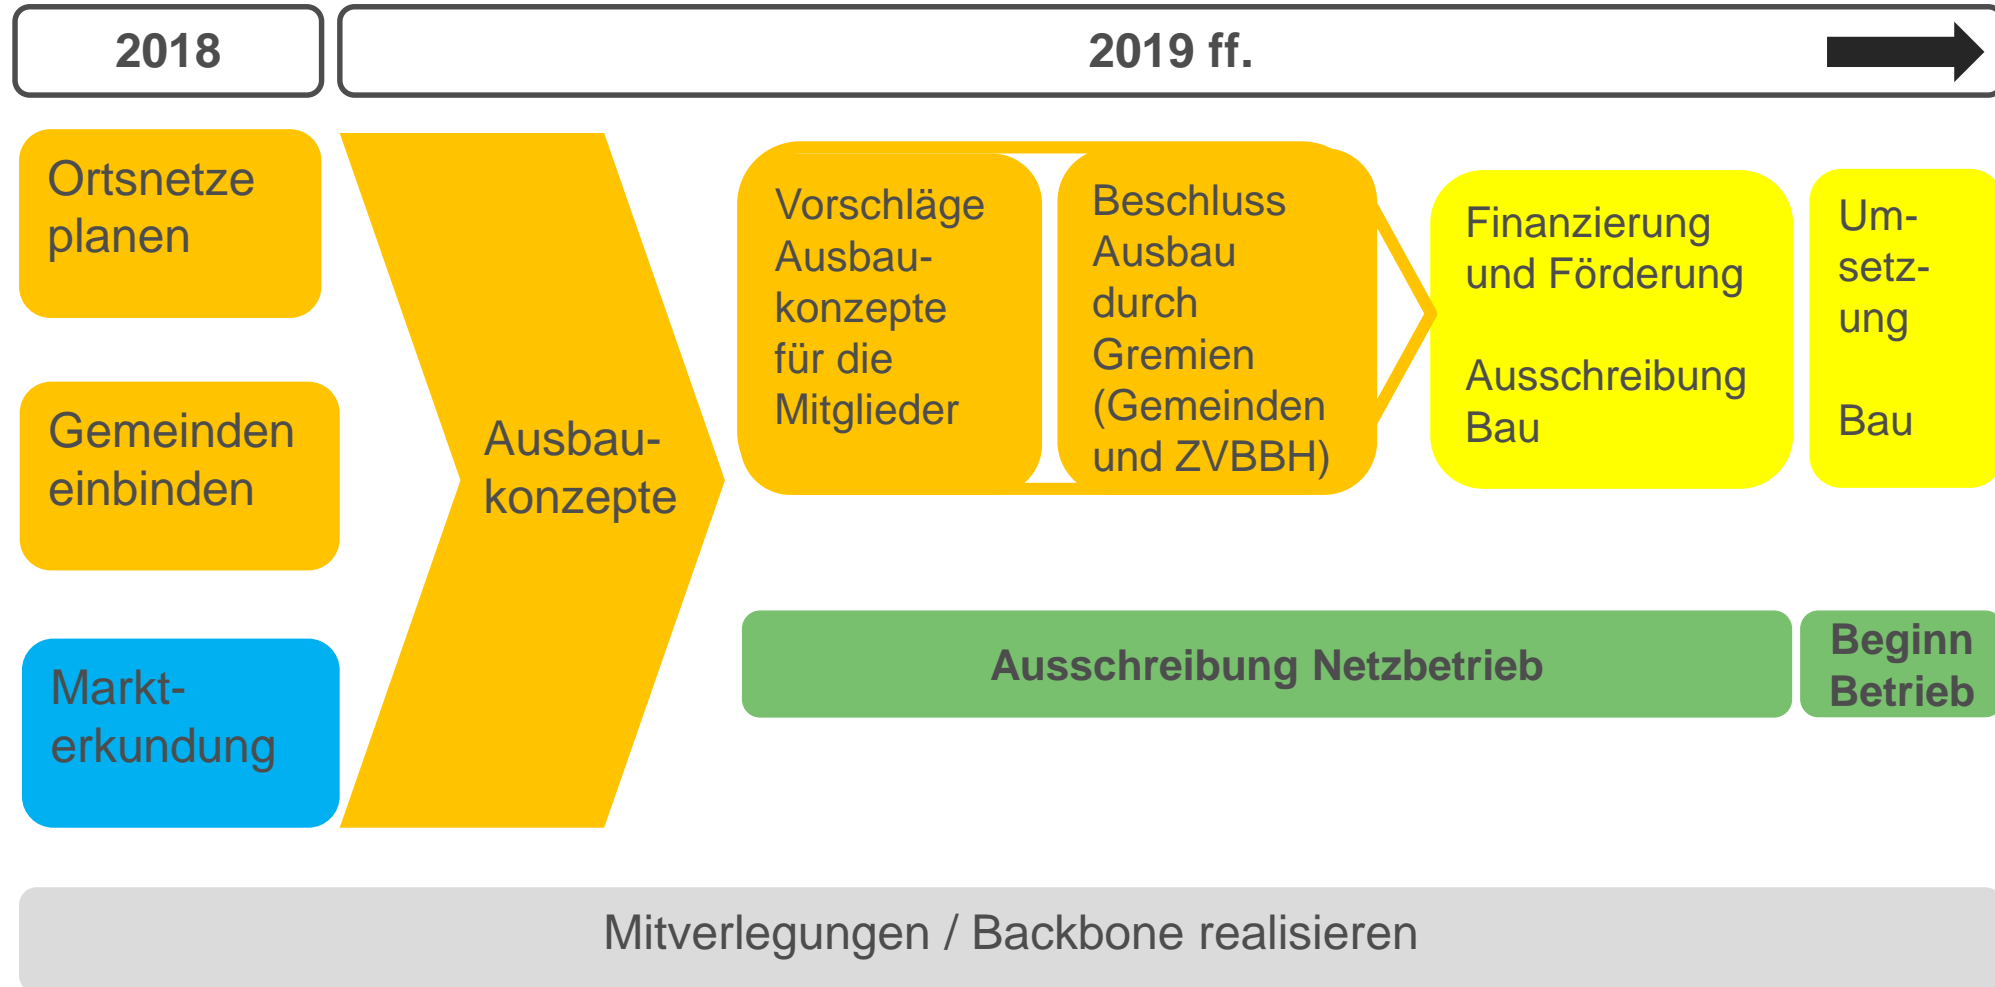 2018
2019 ff.
Ortsnetze
planen
Gemeinden
einbinden
Markt-
erkundung
Ausbau-
konzepte
Vorschläge
Ausbau-
konzepte
für die
Mitglieder
Beschluss
Ausbau
durch
Gremien
(Gemeinden
und ZVBBH)
Finanzierung
und Förderung
Ausschreibung
Bau
Um-
setz-
ung
Bau
Ausschreibung Netzbetrieb
Beginn
Betrieb
Mitverlegungen / Backbone realisieren